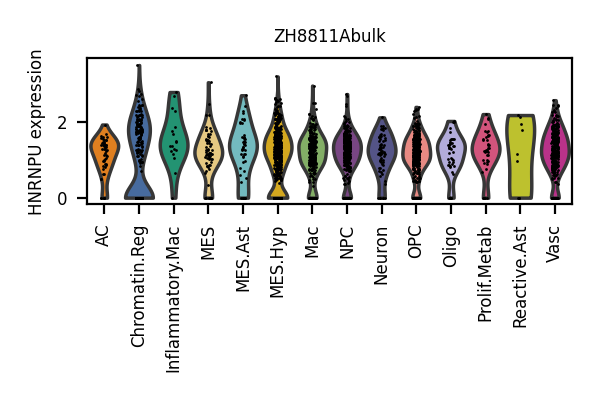 ZH8811Abulk
HNRNPU expression
2
0
AC
Chromatin.Reg
Inflammatory.Mac
MES
MES.Ast
MES.Hyp
Mac
NPC
Neuron
OPC
Oligo
Prolif.Metab
Reactive.Ast
Vasc